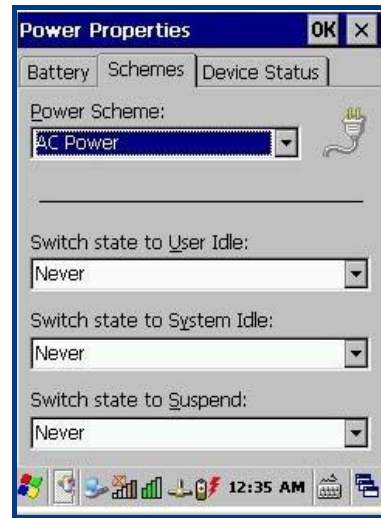 Power Properties OK ×
Battery Schemes Device Status
Power Scheme:
AC Power
Switch state to User Idle:
Never
Switch state to System Idle:
Never
Switch state to Suspend:
Never
12:35 AM